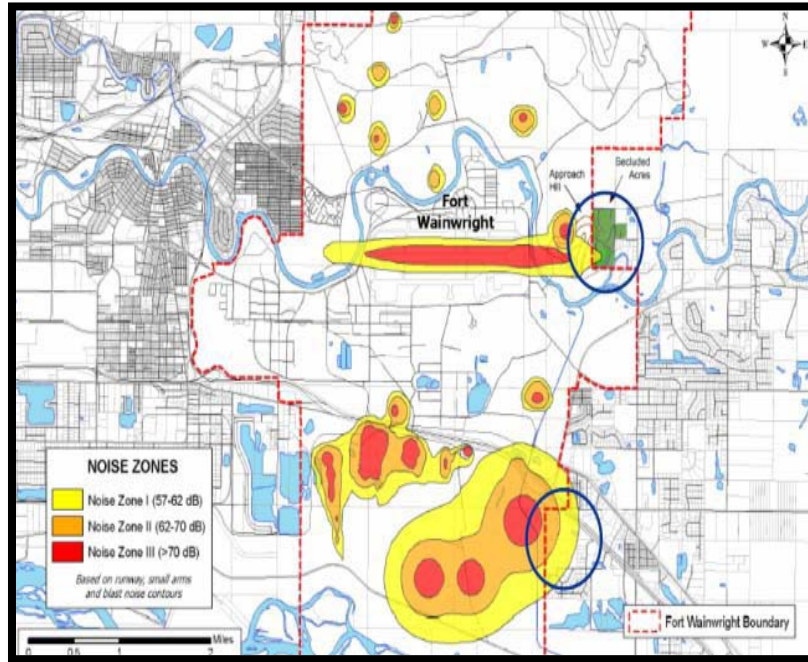 N
W E
S
Secluded
Acres
Approach
Hill
Fort
Wainwright
NOISE ZONES
Noise Zone I (57-62 dB)
Noise Zone II (62-70 dB)
Noise Zone III (>70 dB)
Based on runway, small arms
and blast noise contours
Miles
0 0.5 1 2
Fort Wainwright Boundary